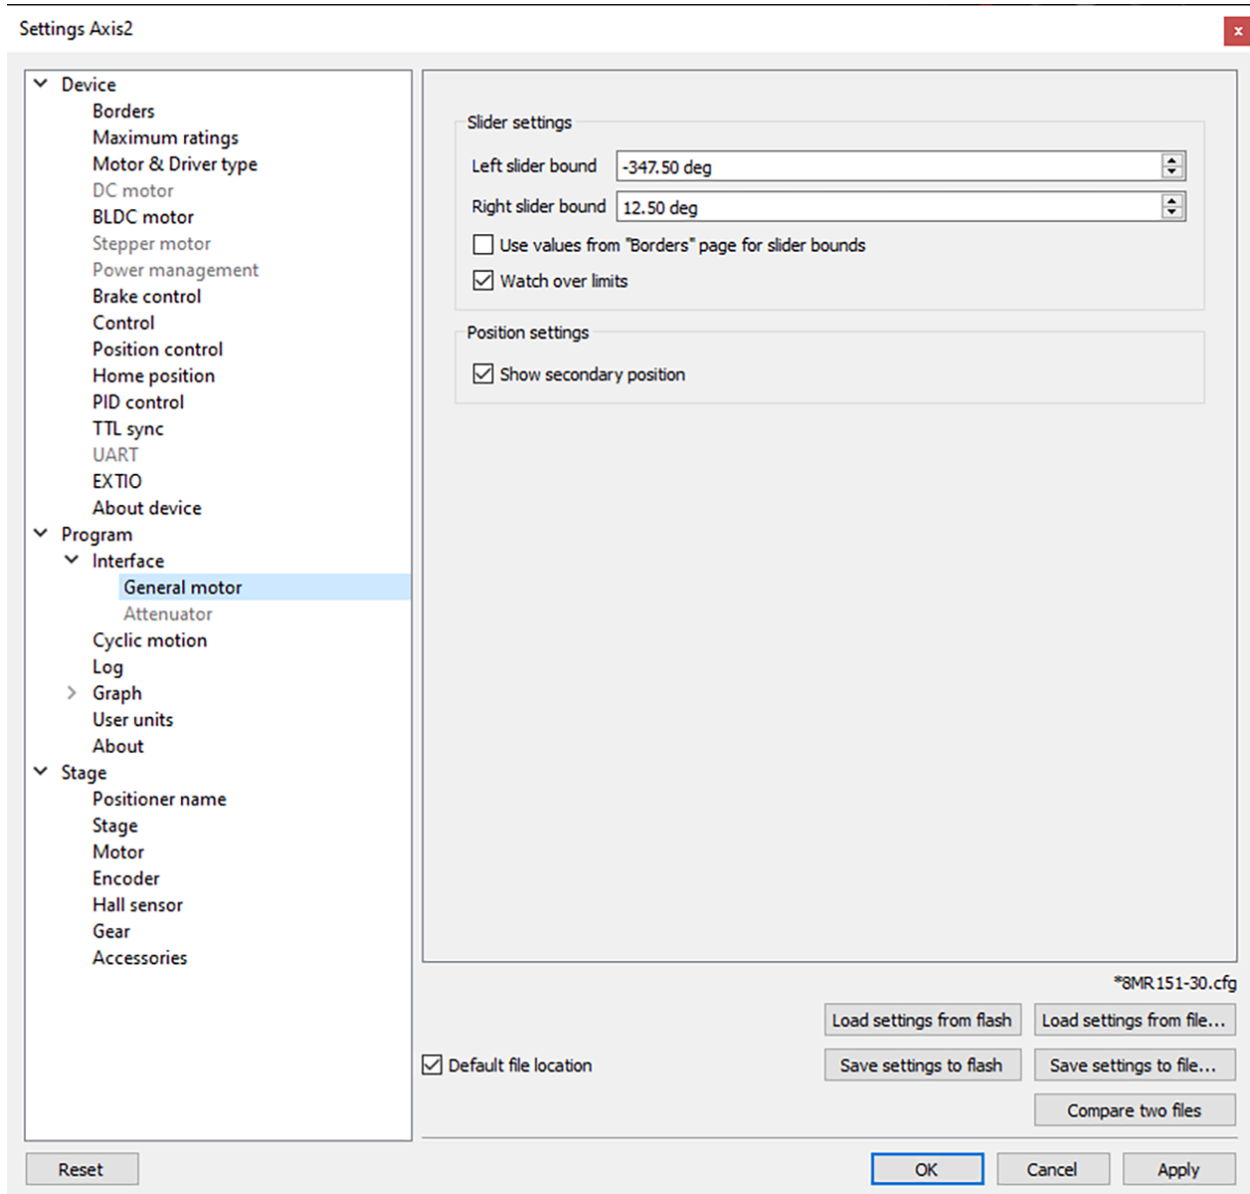 Settings Axis2
x
Device
Borders
Maximum ratings
Motor & Driver type
DC motor
BLDC motor
Stepper motor
Power management
Brake control
Control
Position control
Home position
PID control
TTL sync
UART
EXTIO
About device
Program
Interface
General motor
Attenuator
Cyclic motion
Log
Graph
User units
About
Stage
Positioner name
Stage
Motor
Encoder
Hall sensor
Gear
Accessories
Slider settings
Left slider bound -347.50 deg
Right slider bound 12.50 deg
Use values from "Borders" page for slider bounds
Watch over limits
Position settings
Show secondary position
*8MR151-30.cfg
Load settings from flash Load settings from file...
Default file location Save settings to flash Save settings to file...
Compare two files
Reset OK Cancel Apply